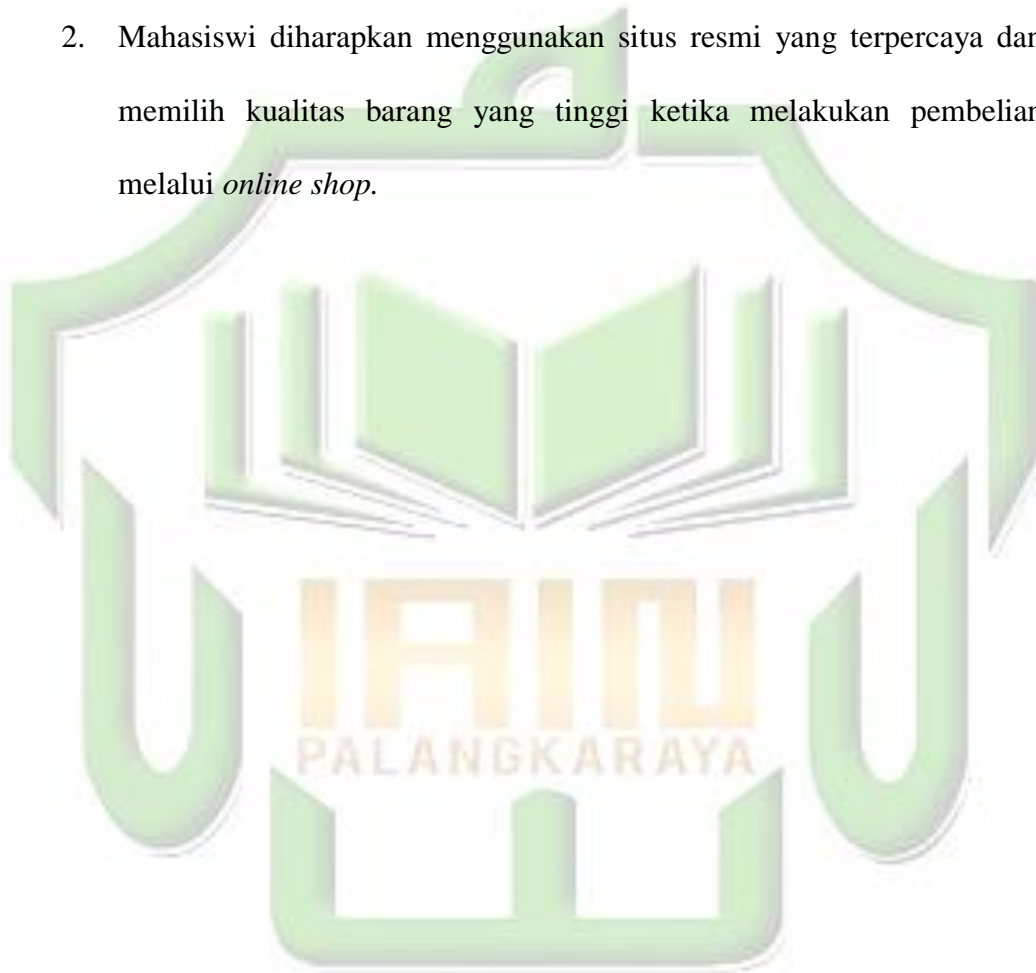 2. Mahasiswi diharapkan menggunakan situs resmi yang terpercaya dan
memilih kualitas barang yang tinggi ketika melakukan pembelian
melalui online shop.
IAIN
PALANGKARAYA